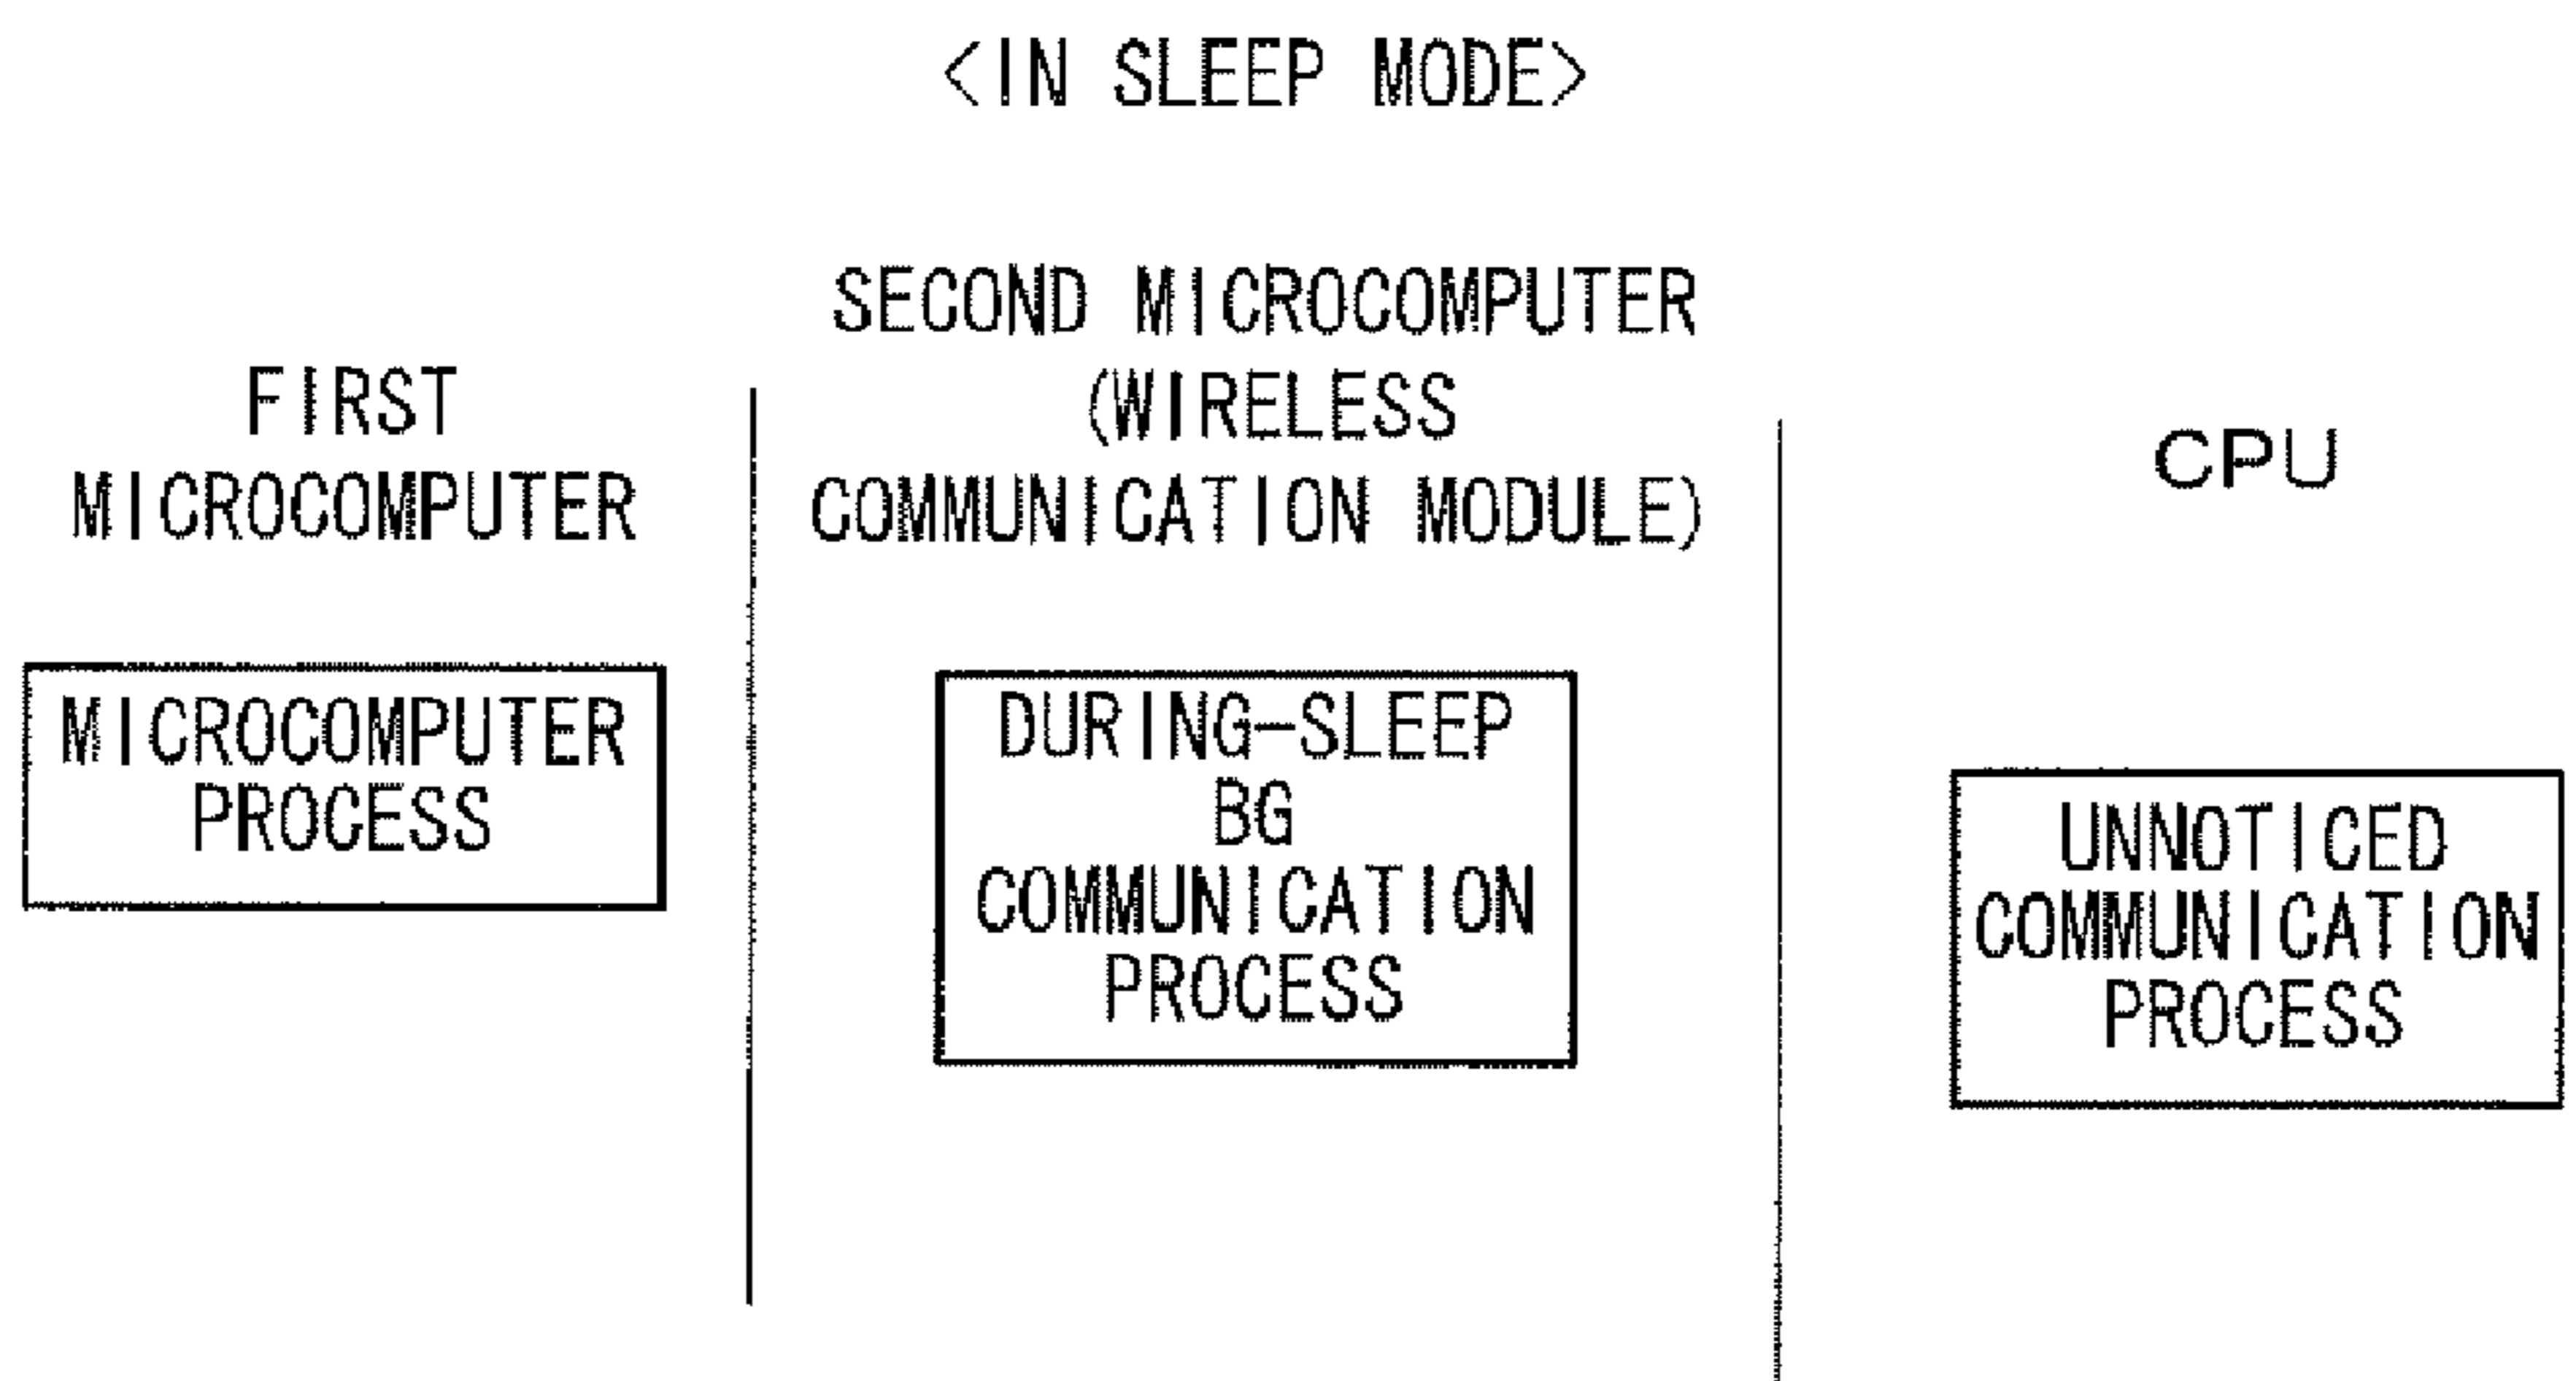 <IN SLEEP MODE>
FIRST
MICROCOMPUTER
SECOND MICROCOMPUTER
(WIRELESS
COMMUNICATION MODULE)
CPU
MICROCOMPUTER
PROCESS
DURING-SLEEP
BG
COMMUNICATION
PROCESS
UNNOTICED
COMMUNICATION
PROCESS